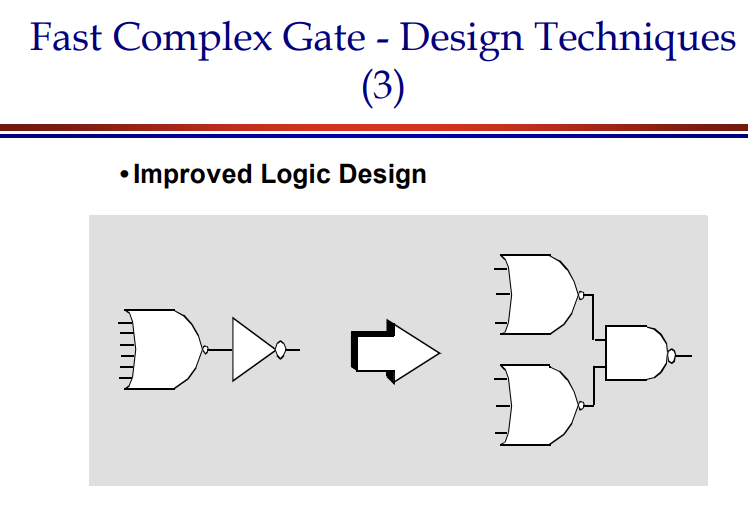 Fast Complex Gate - Design Techniques
(3)
•Improved Logic Design